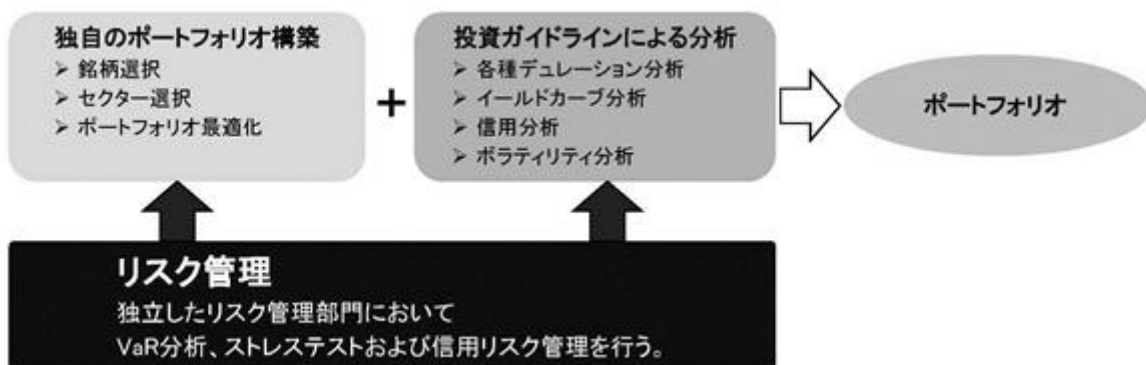 独自のポートフォリオ構築
➢ 銘柄選択
➢ セクター選択
➢ ポートフォリオ最適化
+
投資ガイドラインによる分析
➢ 各種デュレーション分析
➢ イールドカーブ分析
➢ 信用分析
➢ ボラティリティ分析
ポートフォリオ
リスク管理
独立したリスク管理部門において
VaR分析、ストレステストおよび信用リスク管理を行う。